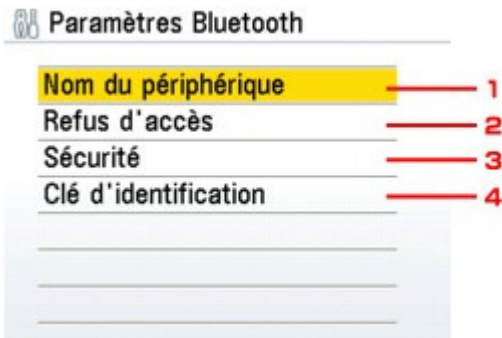 Paramètres Bluetooth
Nom du périphérique 1
Refus d'accès 2
Sécurité 3
Clé d'identification 4